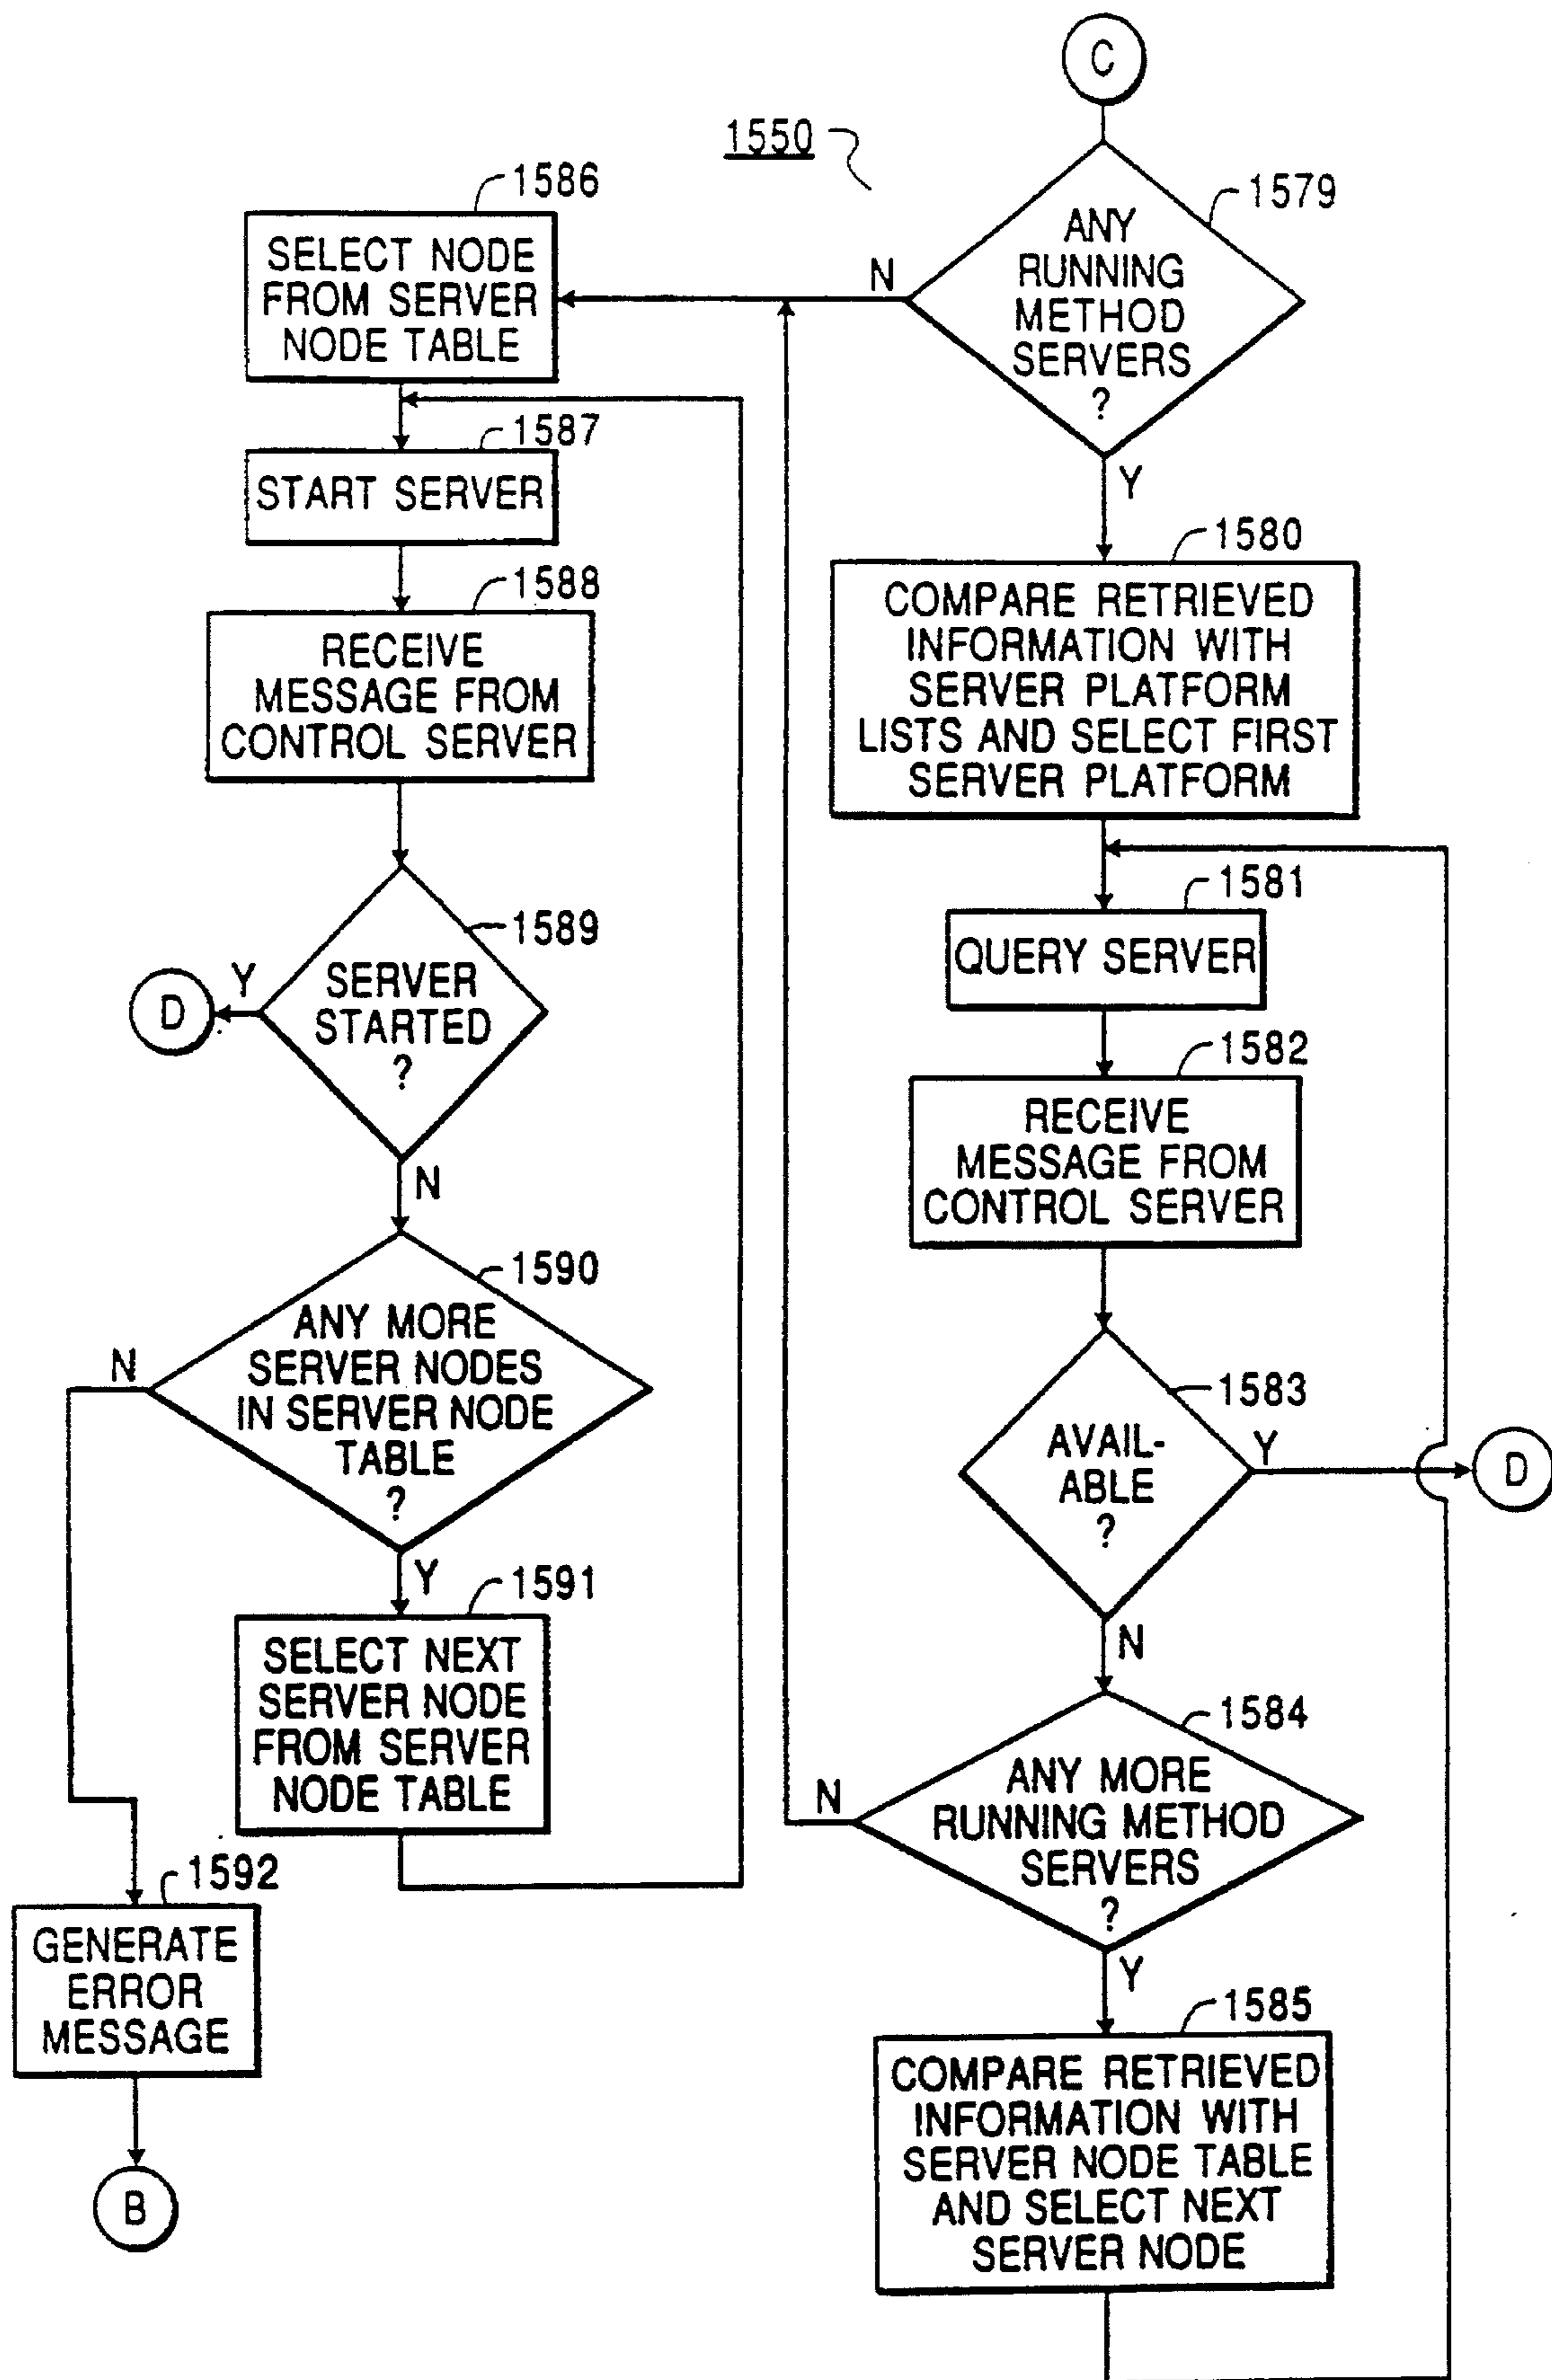 C
1550
1579
ANY
RUNNING
METHOD
SERVERS
?
N
Y
1580
COMPARE RETRIEVED
INFORMATION WITH
SERVER PLATFORM
LISTS AND SELECT FIRST
SERVER PLATFORM
1581
QUERY SERVER
1582
RECEIVE
MESSAGE FROM
CONTROL SERVER
1583
AVAIL-
ABLE
?
Y
D
N
1584
ANY MORE
RUNNING METHOD
SERVERS
?
N
Y
1585
COMPARE RETRIEVED
INFORMATION WITH
SERVER NODE TABLE
AND SELECT NEXT
SERVER NODE
1586
SELECT NODE
FROM SERVER
NODE TABLE
1587
START SERVER
1588
RECEIVE
MESSAGE FROM
CONTROL SERVER
1589
SERVER
STARTED
?
Y
D
N
1590
ANY MORE
SERVER NODES
IN SERVER NODE
TABLE
?
N
Y
1591
SELECT NEXT
SERVER NODE
FROM SERVER
NODE TABLE
1592
GENERATE
ERROR
MESSAGE
B